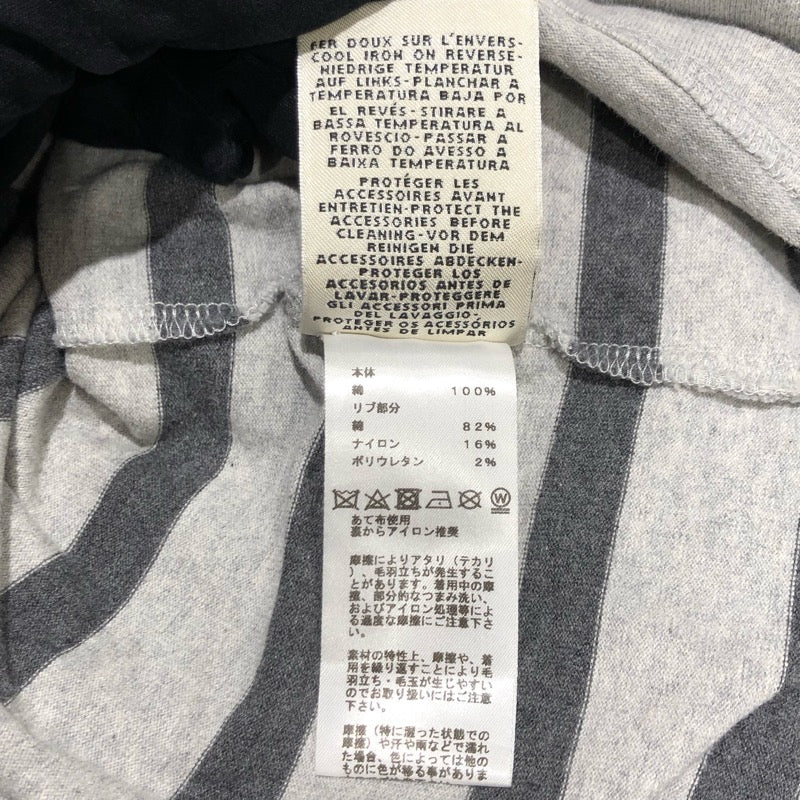 FER DOUX SUR L'ENVERS-
COOL IRON ON REVERSE-
NIEDRIGE TEMPERATUR
AUF LINKS-PLANCHAR A
TEMPERATURA BAJA POR
EL REVÉS-STIRARE A
BASSA TEMPERATURA AL
ROVESCIO-PASSAR A
FERRO DO AVESSO A
BAIXA TEMPERATURA
PROTÉGER LES
ACCESSOIRES AVANT
ENTRETIEN-PROTECT THE
ACCESSORIES BEFORE
CLEANING-VOR DEM
REINIGEN DIE
ACCESSOIRES ABDECKEN-
PROTEGER LOS
ACCESORIOS ANTES DE
LAVAR-PROTEGGERE
GLI ACCESSORI PRIMA
DEL LAVAGGIO-
PROTEGER OS ACESSÓRIOS
ANTES DE LIMPAR
本体
綿 100%
リブ部分
綿 82%
ナイロン 16%
ポリウレタン 2%
W
あて布使用
裏からアイロン推奨
摩擦によりアタリ（テカリ
）、毛羽立ちが発生するこ
とがあります。着用中の摩
擦、部分的なつまみ洗い、
およびアイロン処理等によ
る過度な摩擦にご注意下さ
い。
素材の特性上、摩擦や、着
用を繰り返すことにより毛
羽立ち・毛玉が生じやすい
のでお取り扱いにはご注意
下さい。
摩擦（特に湿った状態での
摩擦）や汗や雨などで濡れ
た場合、色によっては他の
ものに色が移る事がありま